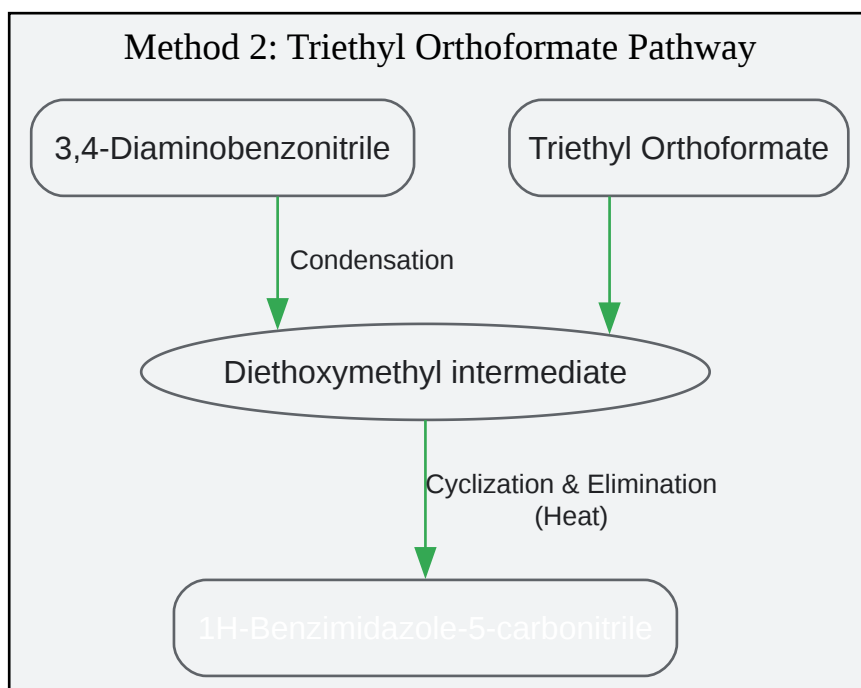 Method 2: Triethyl Orthoformate Pathway
3,4-Diaminobenzonitrile
Triethyl Orthoformate
Condensation
Diethoxymethyl intermediate
Cyclization & Elimination
(Heat)
1H-Benzimidazole-5-carbonitrile